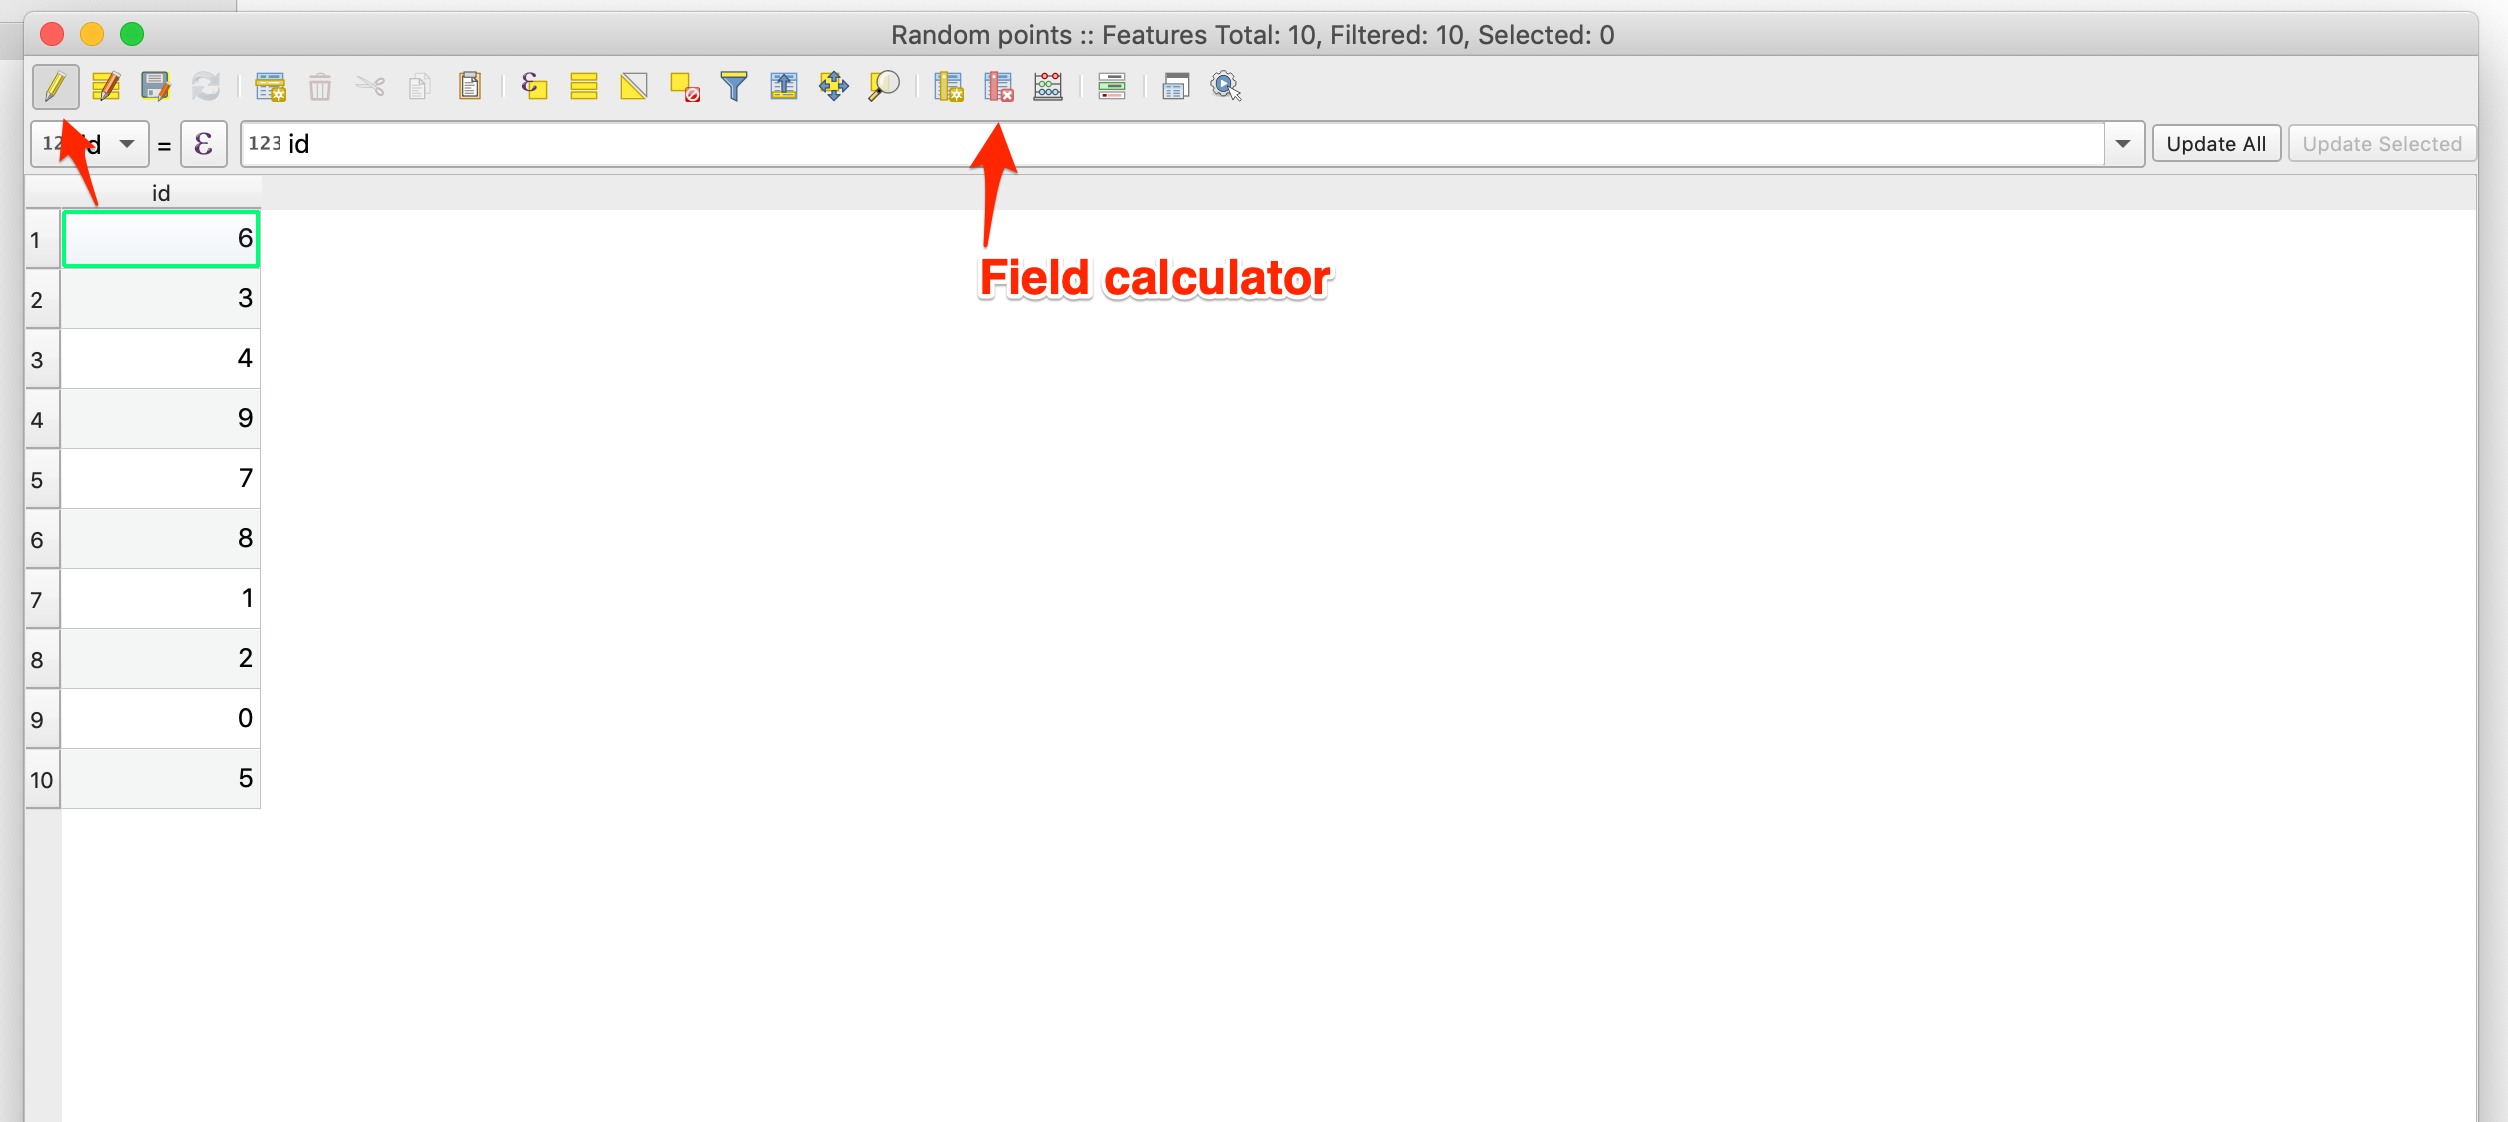 Random points :: Features Total: 10, Filtered: 10, Selected: 0
12 id = ε 123 id Update All Update Selected
id
1 6
2 3
3 4
4 9
5 7
6 8
7 1
8 2
9 0
10 5
Field calculator